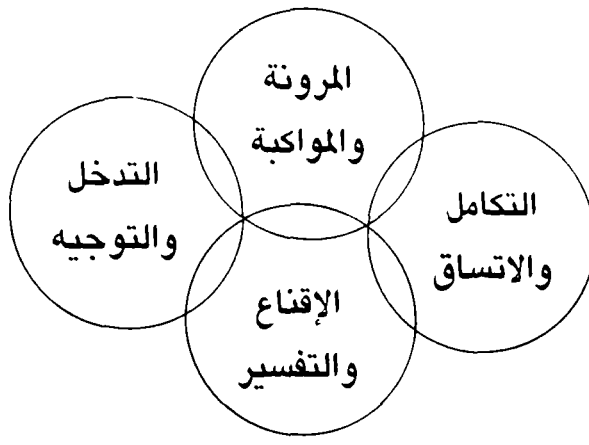 المرونة
والمواكبة
التكامل
والاتساق
التدخل
والتوجيه
الإقناع
والتفسير